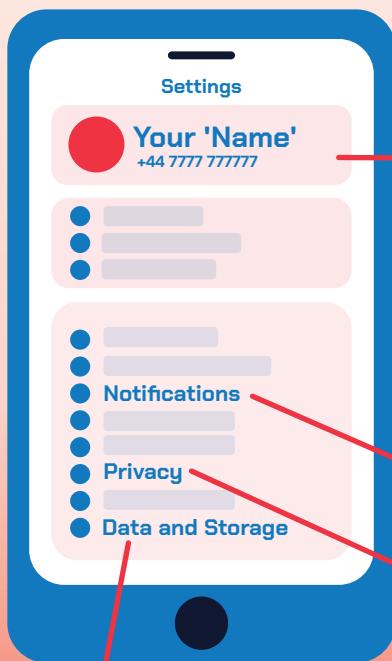 Settings
Your 'Name'
+44 7777 777777
Notifications
Privacy
Data and Storage